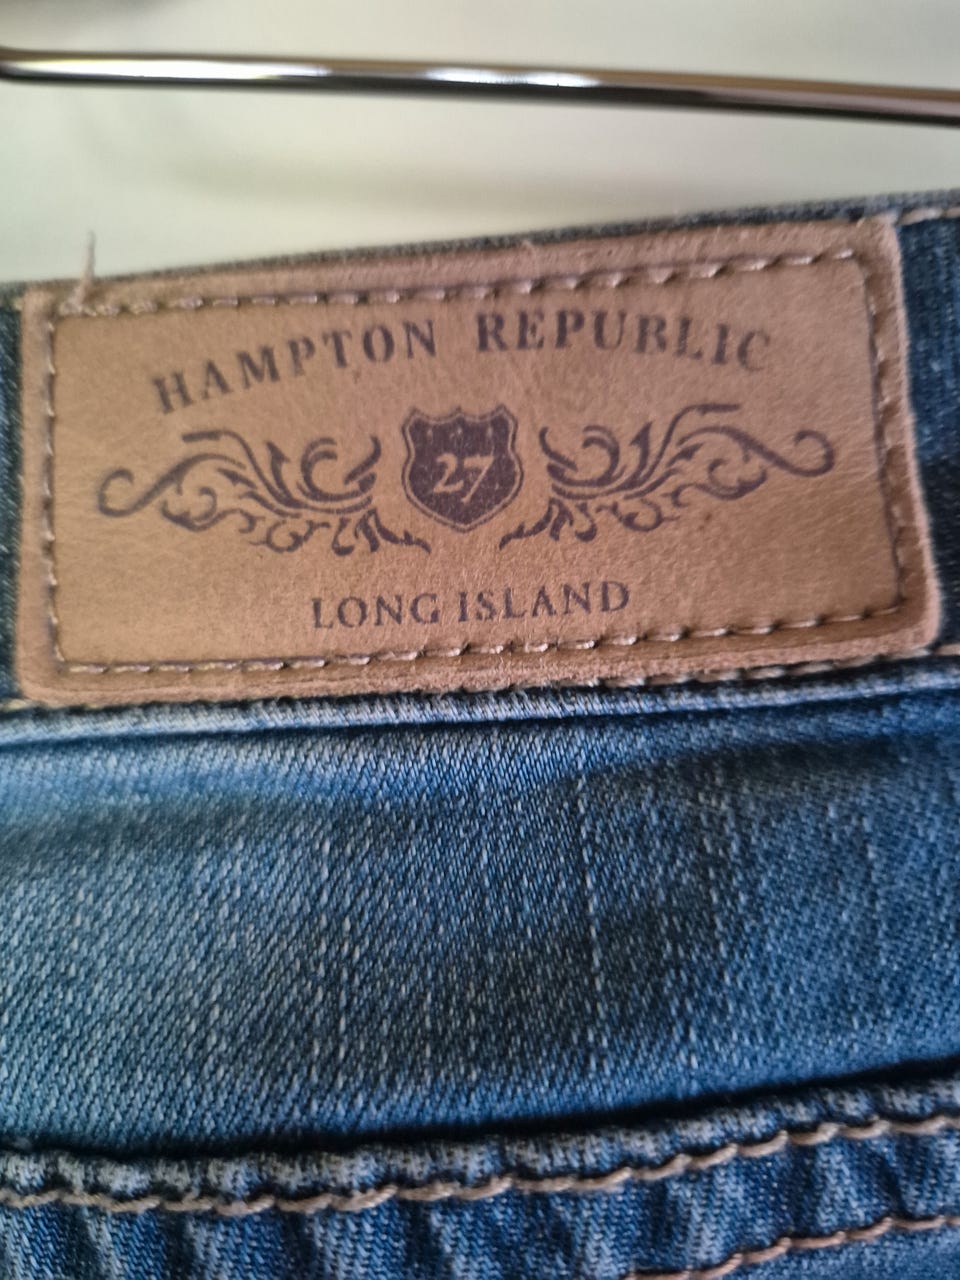 HAMPTON REPUBLIC
27
LONG ISLAND